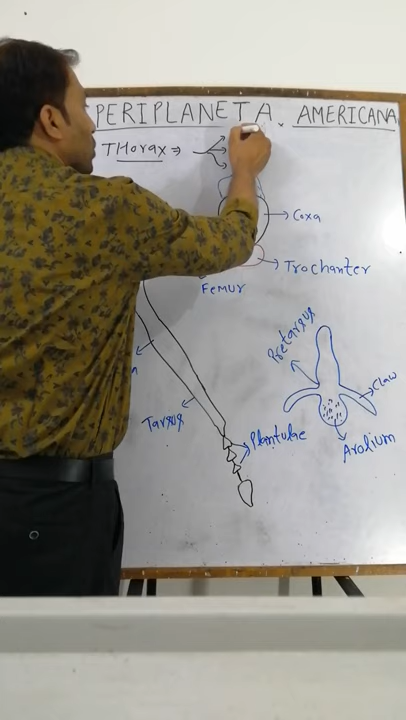 PERIPLANETA AMERICANA
THorax ⇒
Coxa
Trochanter
Femur
Pretarsus
Claw
Tarsus
Plantulae
Arolium